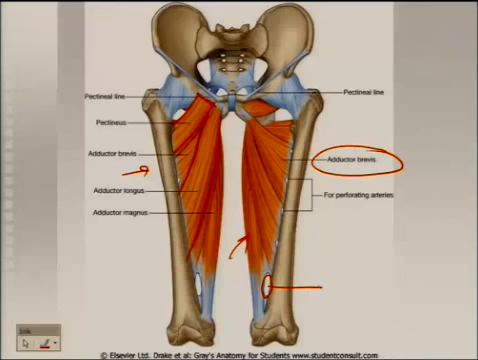 Pectineal line
Pectineal line
Pectineus
Adductor brevis
Adductor brevis
Adductor longus
For perforating arteries
Adductor magnus
© Elsevier Ltd. Drake et al: Gray's Anatomy for Students www.studentconsult.com